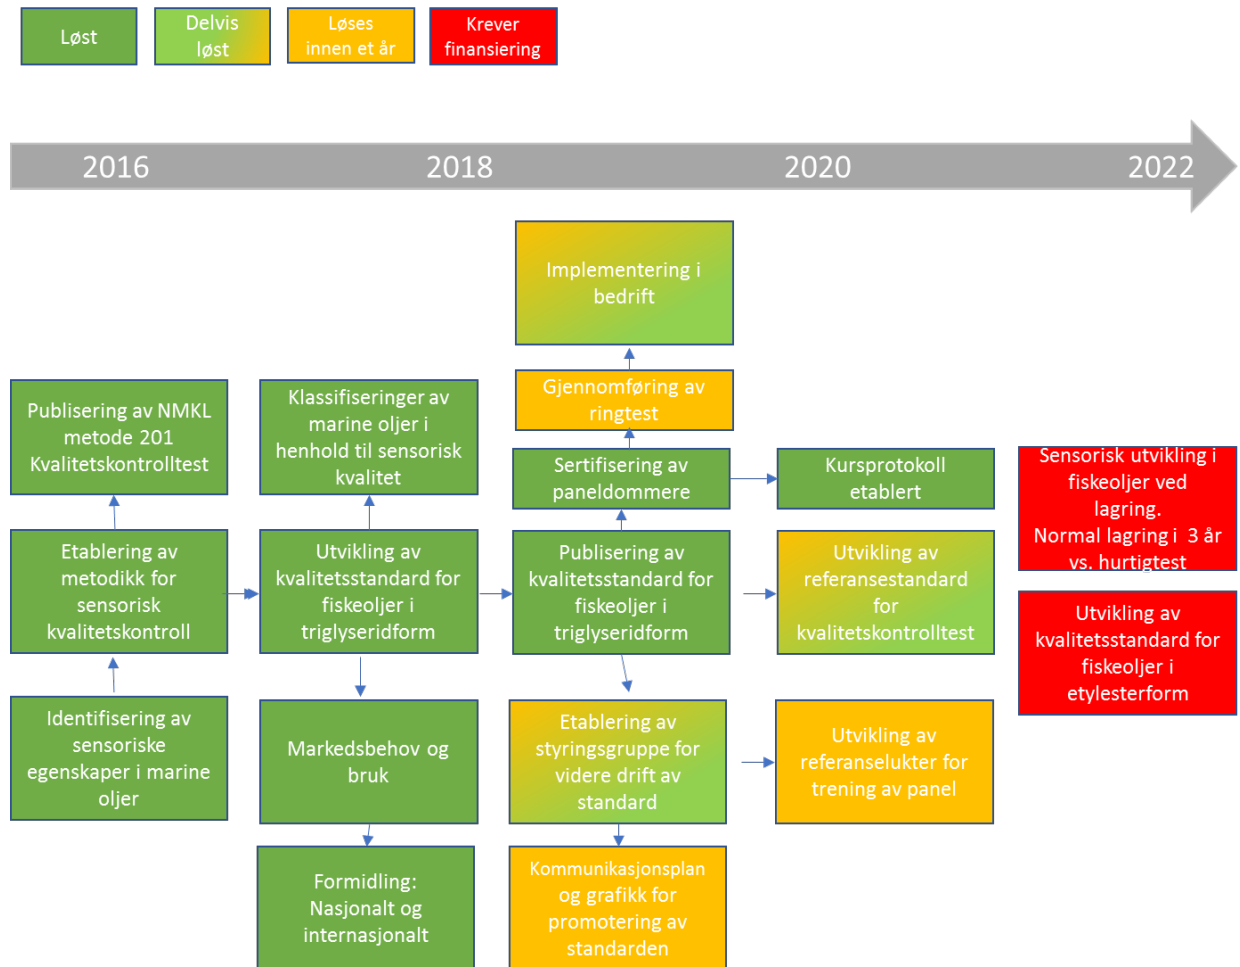 Løst
Delvis
løst
Løses
innen et år
Krever
finansiering
2016
2018
2020
2022
Implementering i
bedrift
Gjennomføring av
ringtest
Publisering av NMKL
metode 201
Kvalitetskontrolltest
Klassifiseringer av
marine oljer i
henhold til sensorisk
kvalitet
Sertifisering av
paneldommere
Kursprotokoll
etablert
Sensorisk utvikling i
fiskeoljer ved
lagring.
Normal lagring i 3 år
vs. hurtigtest
Etablering av
metodikk for
sensorisk
kvalitetskontroll
Utvikling av
kvalitetsstandard for
fiskeoljer i
triglyseridform
Publisering av
kvalitetsstandard for
fiskeoljer i
triglyseridform
Utvikling av
referansestandard
for
kvalitetskontrolltest
Utvikling av
kvalitetsstandard for
fiskeoljer i
etylesterform
Identifisering av
sensoriske
egenskaper i marine
oljer
Markedsbehov og
bruk
Etablering av
styringsgruppe for
videre drift av
standard
Utvikling av
referanselukter for
trening av panel
Formidling:
Nasjonalt og
internasjonalt
Kommunikasjonsplan
og grafikk for
promotering av
standarden